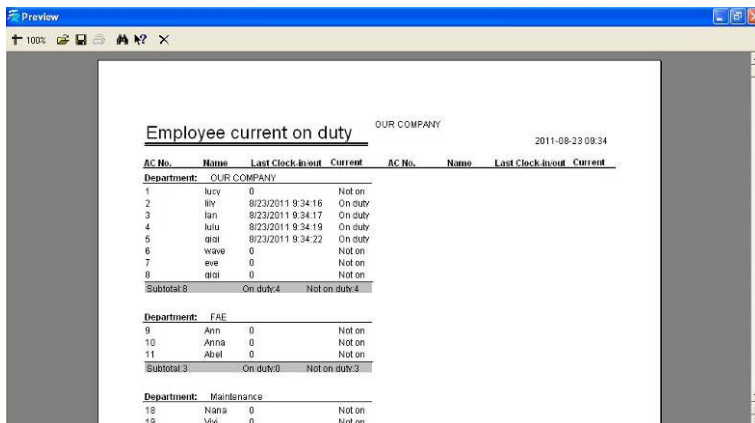 Preview
100%
OUR COMPANY
Employee current on duty
2011-08-23 09:34
AC No. Name Last Clock-in/out Current AC No. Name Last Clock-in/out Current
Department: OUR COMPANY
1 lucy 0 Not on
2 lily 8/23/2011 9:34:16 On duty
3 lan 8/23/2011 9:34:17 On duty
4 lulu 8/23/2011 9:34:19 On duty
5 qiqi 8/23/2011 9:34:22 On duty
6 wave 0 Not on
7 eve 0 Not on
8 qiqi 0 Not on
Subtotal:8 On duty:4 Not on duty:4
Department: FAE
9 Ann 0 Not on
10 Anna 0 Not on
11 Abel 0 Not on
Subtotal:3 On duty:0 Not on duty:3
Department: Maintenance
18 Nana 0 Not on
19 Vivi 0 Not on